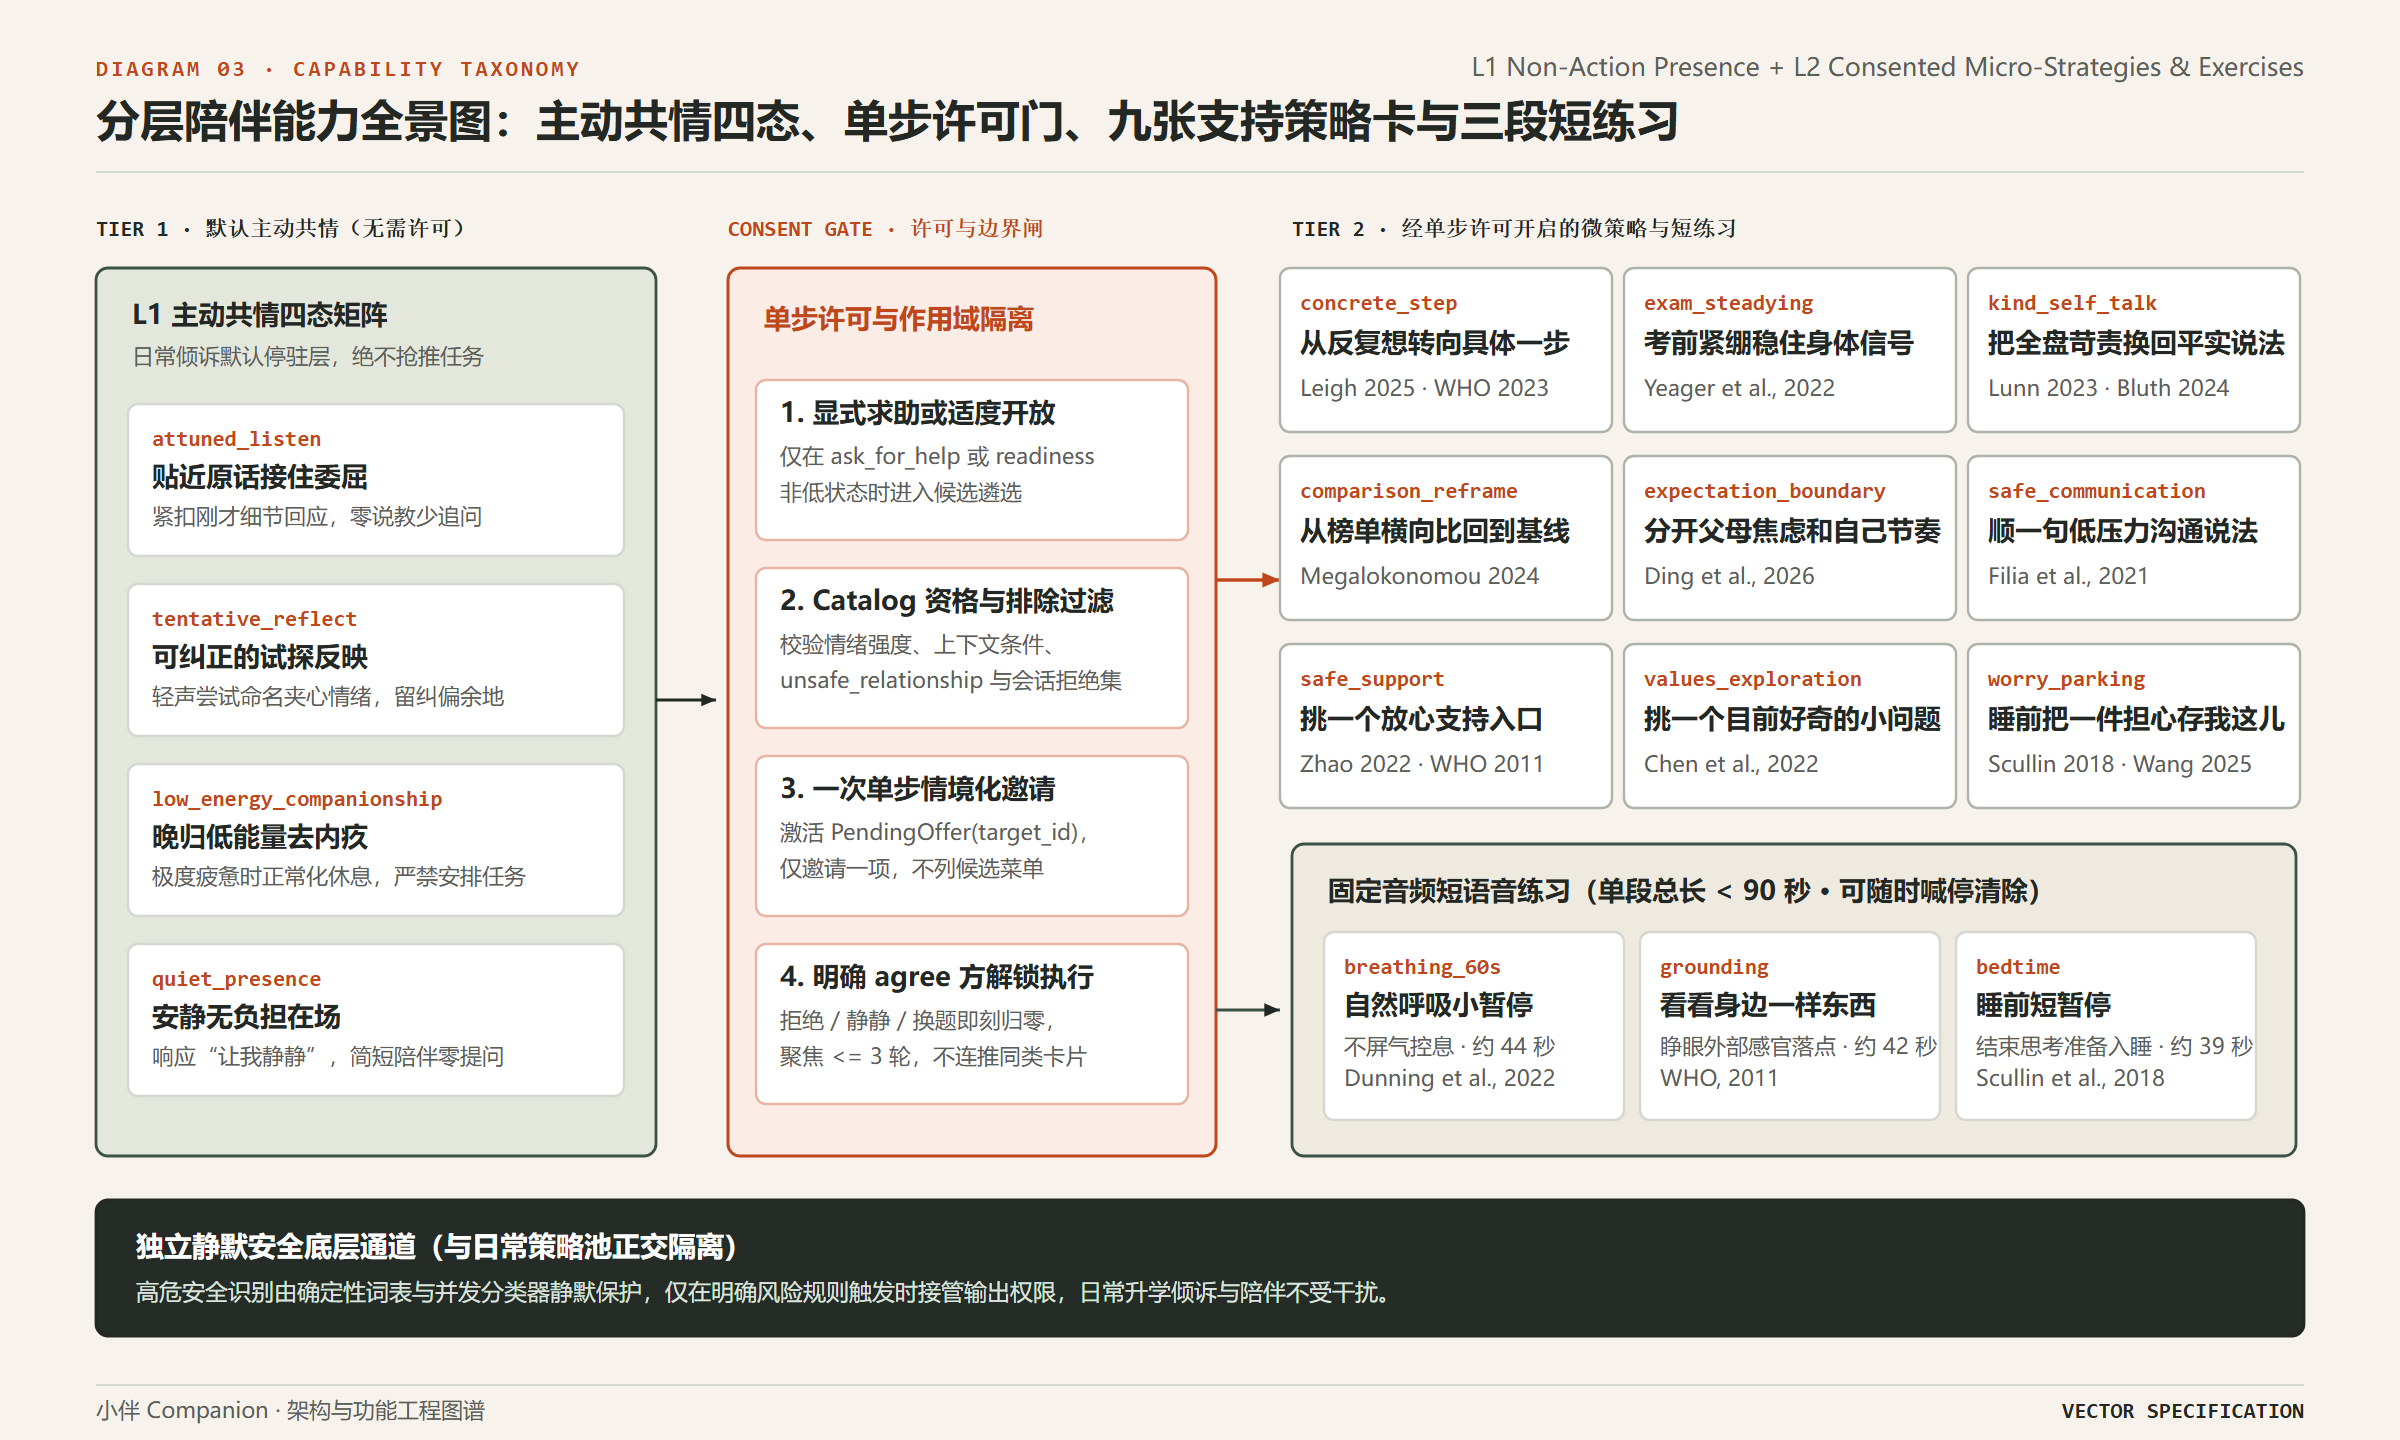 DIAGRAM 03 · CAPABILITY TAXONOMY
L1 Non-Action Presence + L2 Consented Micro-Strategies & Exercises
分层陪伴能力全景图：主动共情四态、单步许可门、九张支持策略卡与三段短练习
TIER 1 · 默认主动共情（无需许可）
L1 主动共情四态矩阵
日常倾诉默认停驻层，绝不抢推任务
attuned_listen
贴近原话接住委屈
紧扣刚才细节回应，零说教少追问
tentative_reflect
可纠正的试探反映
轻声尝试命名夹心情绪，留纠偏余地
low_energy_companionship
晚归低能量去内疚
极度疲惫时正常化休息，严禁安排任务
quiet_presence
安静无负担在场
响应“让我静静”，简短陪伴零提问
CONSENT GATE · 许可与边界闸
单步许可与作用域隔离
1. 显式求助或适度开放
仅在 ask_for_help 或 readiness
非低状态时进入候选遴选
2. Catalog 资格与排除过滤
校验情绪强度、上下文条件、
unsafe_relationship 与会话拒绝集
3. 一次单步情境化邀请
激活 PendingOffer(target_id)，
仅邀请一项，不列候选菜单
4. 明确 agree 方解锁执行
拒绝 / 静静 / 换题即刻归零，
聚焦 <= 3 轮，不连推同类卡片
TIER 2 · 经单步许可开启的微策略与短练习
concrete_step
从反复想转向具体一步
Leigh 2025 · WHO 2023
exam_steadying
考前紧绷稳住身体信号
Yeager et al., 2022
kind_self_talk
把全盘苛责换回平实说法
Lunn 2023 · Bluth 2024
comparison_reframe
从榜单横向比回到基线
Megalokonomou 2024
expectation_boundary
分开父母焦虑和自己节奏
Ding et al., 2026
safe_communication
顺一句低压力沟通说法
Filia et al., 2021
safe_support
挑一个放心支持入口
Zhao 2022 · WHO 2011
values_exploration
挑一个目前好奇的小问题
Chen et al., 2022
worry_parking
睡前把一件担心存我这儿
Scullin 2018 · Wang 2025
固定音频短语音练习（单段总长 < 90 秒 • 可随时喊停清除）
breathing_60s
自然呼吸小暂停
不屏气控息 · 约 44 秒
Dunning et al., 2022
grounding
看看身边一样东西
睁眼外部感官落点 · 约 42 秒
WHO, 2011
bedtime
睡前短暂停
结束思考准备入睡 · 约 39 秒
Scullin et al., 2018
独立静默安全底层通道（与日常策略池正交隔离）
高危安全识别由确定性词表与并发分类器静默保护，仅在明确风险规则触发时接管输出权限，日常升学倾诉与陪伴不受干扰。
小伴 Companion · 架构与功能工程图谱
VECTOR SPECIFICATION